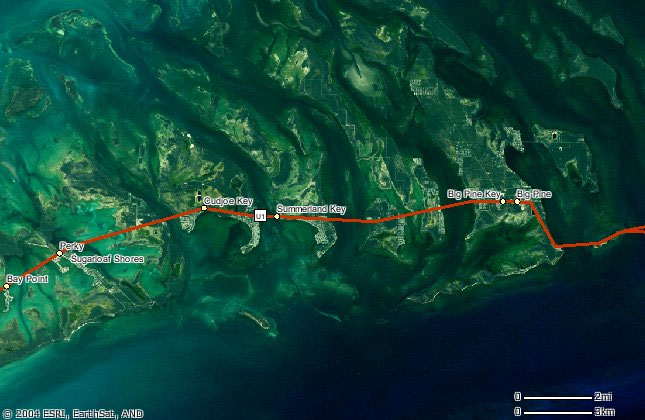 Big Pine Key
Big Pine
Cudjoe Key
U1
Summerland Key
Perky
Sugarloaf Shores
Bay Point
0 2mi
0 3km
© 2004 ESRI, EarthSat, AND